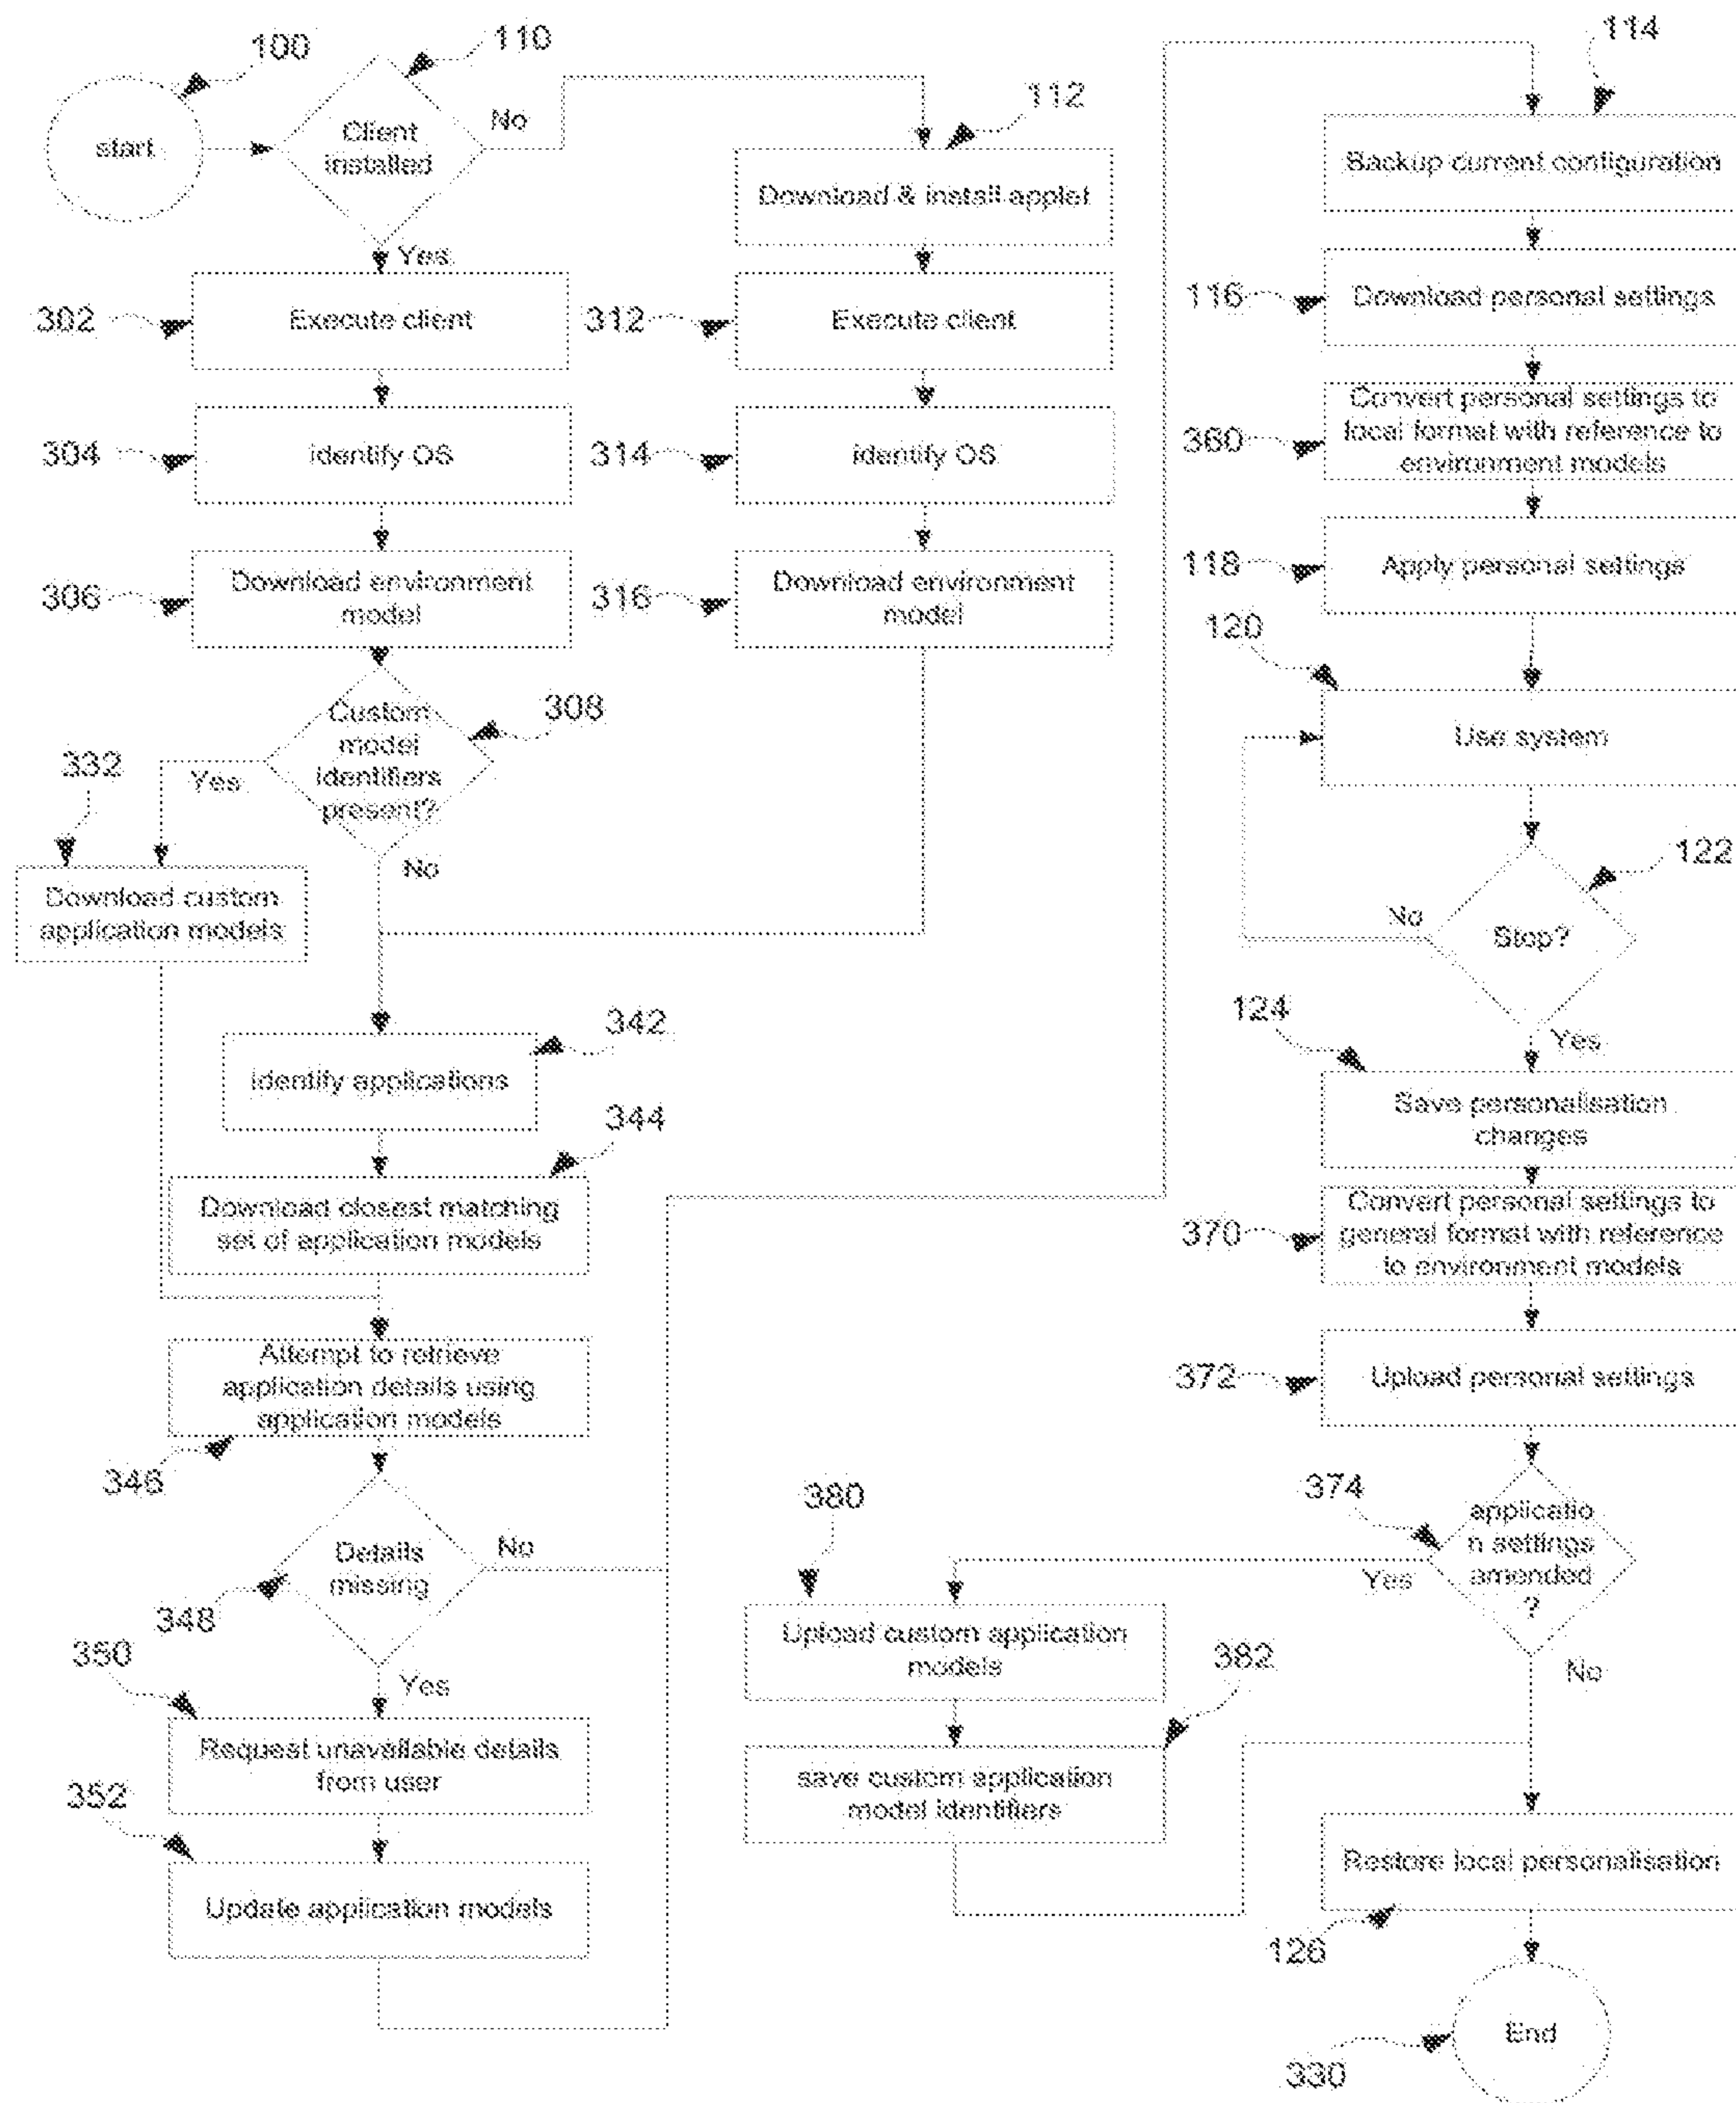 100
110
start
Client
installed
No
Yes
112
Download & install applet
302
Execute client
312
Execute client
304
Identify OS
314
Identify OS
306
Download environment
model
316
Download environment
model
308
Custom
model
identifiers
present?
Yes
No
332
Download custom
application models
342
Identify applications
344
Download closest matching
set of application models
Attempt to retrieve
application details using
application models
346
Details
missing
No
348
Yes
350
Request unavailable details
from user
352
Update application models
114
Backup current configuration
116
Download personal settings
360
Convert personal settings to
local format with reference to
environment models
118
Apply personal settings
120
Use system
122
Stop?
No
Yes
124
Save personalisation
changes
370
Convert personal settings to
general format with reference
to environment models
372
Upload personal settings
374
applicatio
n settings
amended
?
Yes
No
380
Upload custom application
models
382
save custom application
model identifiers
Restore local personalisation
126
End
330